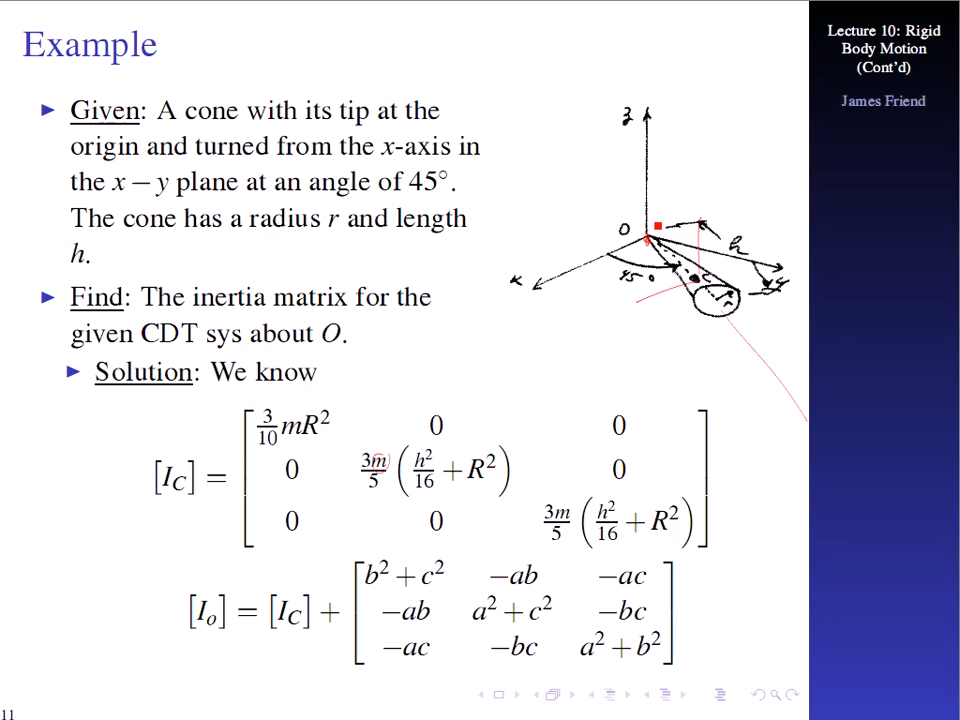 Example
Lecture 10: Rigid
Body Motion
(Cont'd)
James Friend
▶ Given: A cone with its tip at the
origin and turned from the x-axis in
the x − y plane at an angle of 45°.
The cone has a radius r and length
h.
▶ Find: The inertia matrix for the
given CDT sys about O.
▶ Solution: We know
z
O
h
x
45°
C
y
r
[I_C] = [ 3/10 mR² 0 0
0 3m/5 (h²/16 + R²) 0
0 0 3m/5 (h²/16 + R²) ]
[I_o] = [I_C] + [ b² + c² −ab −ac
−ab a² + c² −bc
−ac −bc a² + b² ]
11